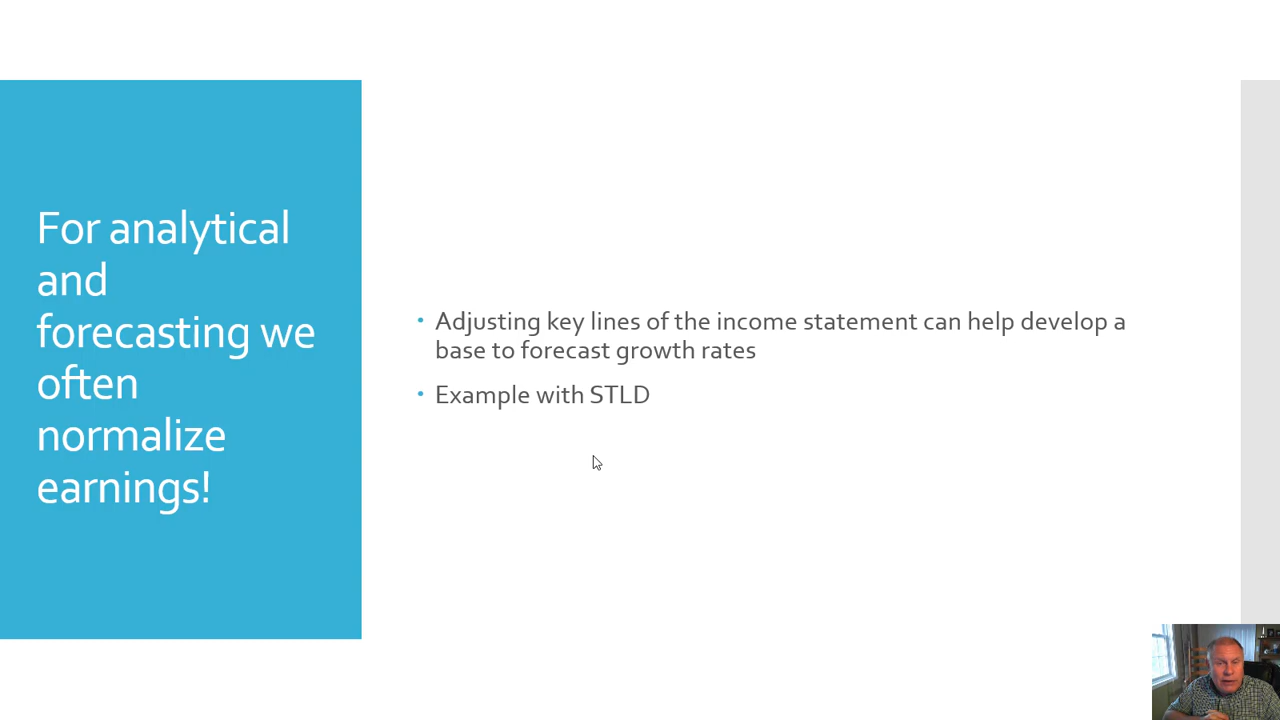 For analytical
and
forecasting we
often
normalize
earnings!
• Adjusting key lines of the income statement can help develop a
base to forecast growth rates
• Example with STLD